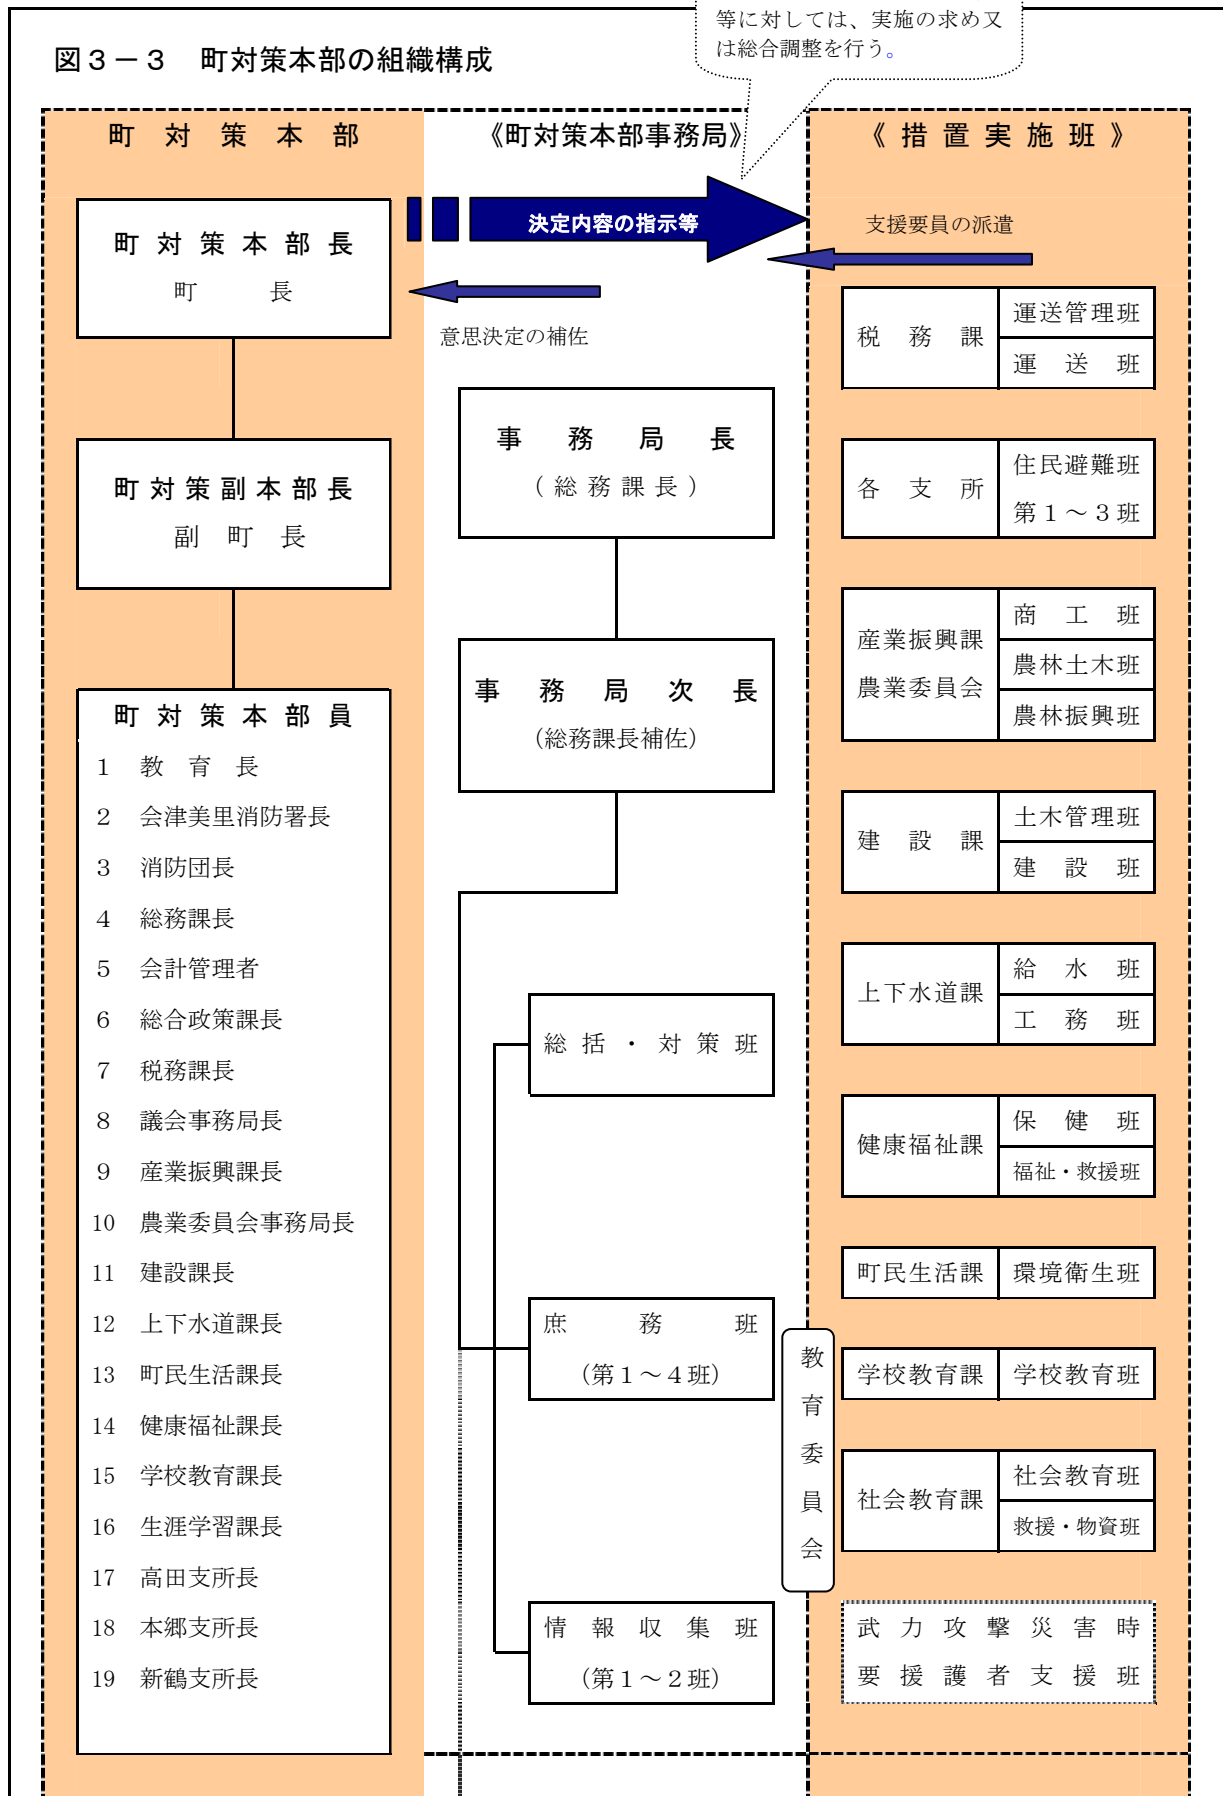 等に対しては、実施の求め又
は総合調整を行う。
図３－３　町対策本部の組織構成
町対策本部
《町対策本部事務局》
《措置実施班》
決定内容の指示等
支援要員の派遣
意思決定の補佐
町対策本部長
町長
町対策副本部長
副町長
町対策本部員
1 教育長
2 会津美里消防署長
3 消防団長
4 総務課長
5 会計管理者
6 総合政策課長
7 税務課長
8 議会事務局長
9 産業振興課長
10 農業委員会事務局長
11 建設課長
12 上下水道課長
13 町民生活課長
14 健康福祉課長
15 学校教育課長
16 生涯学習課長
17 高田支所長
18 本郷支所長
19 新鶴支所長
事務局長
（総務課長）
事務局次長
（総務課長補佐）
総括・対策班
庶務班
（第１～４班）
情報収集班
（第１～２班）
教育委員会
税務課
運送管理班
運送班
各支所
住民避難班
第１～３班
産業振興課
農業委員会
商工班
農林土木班
農林振興班
建設課
土木管理班
建設班
上下水道課
給水班
工務班
健康福祉課
保健班
福祉・救援班
町民生活課
環境衛生班
学校教育課
学校教育班
社会教育課
社会教育班
救援・物資班
武力攻撃災害時
要援護者支援班